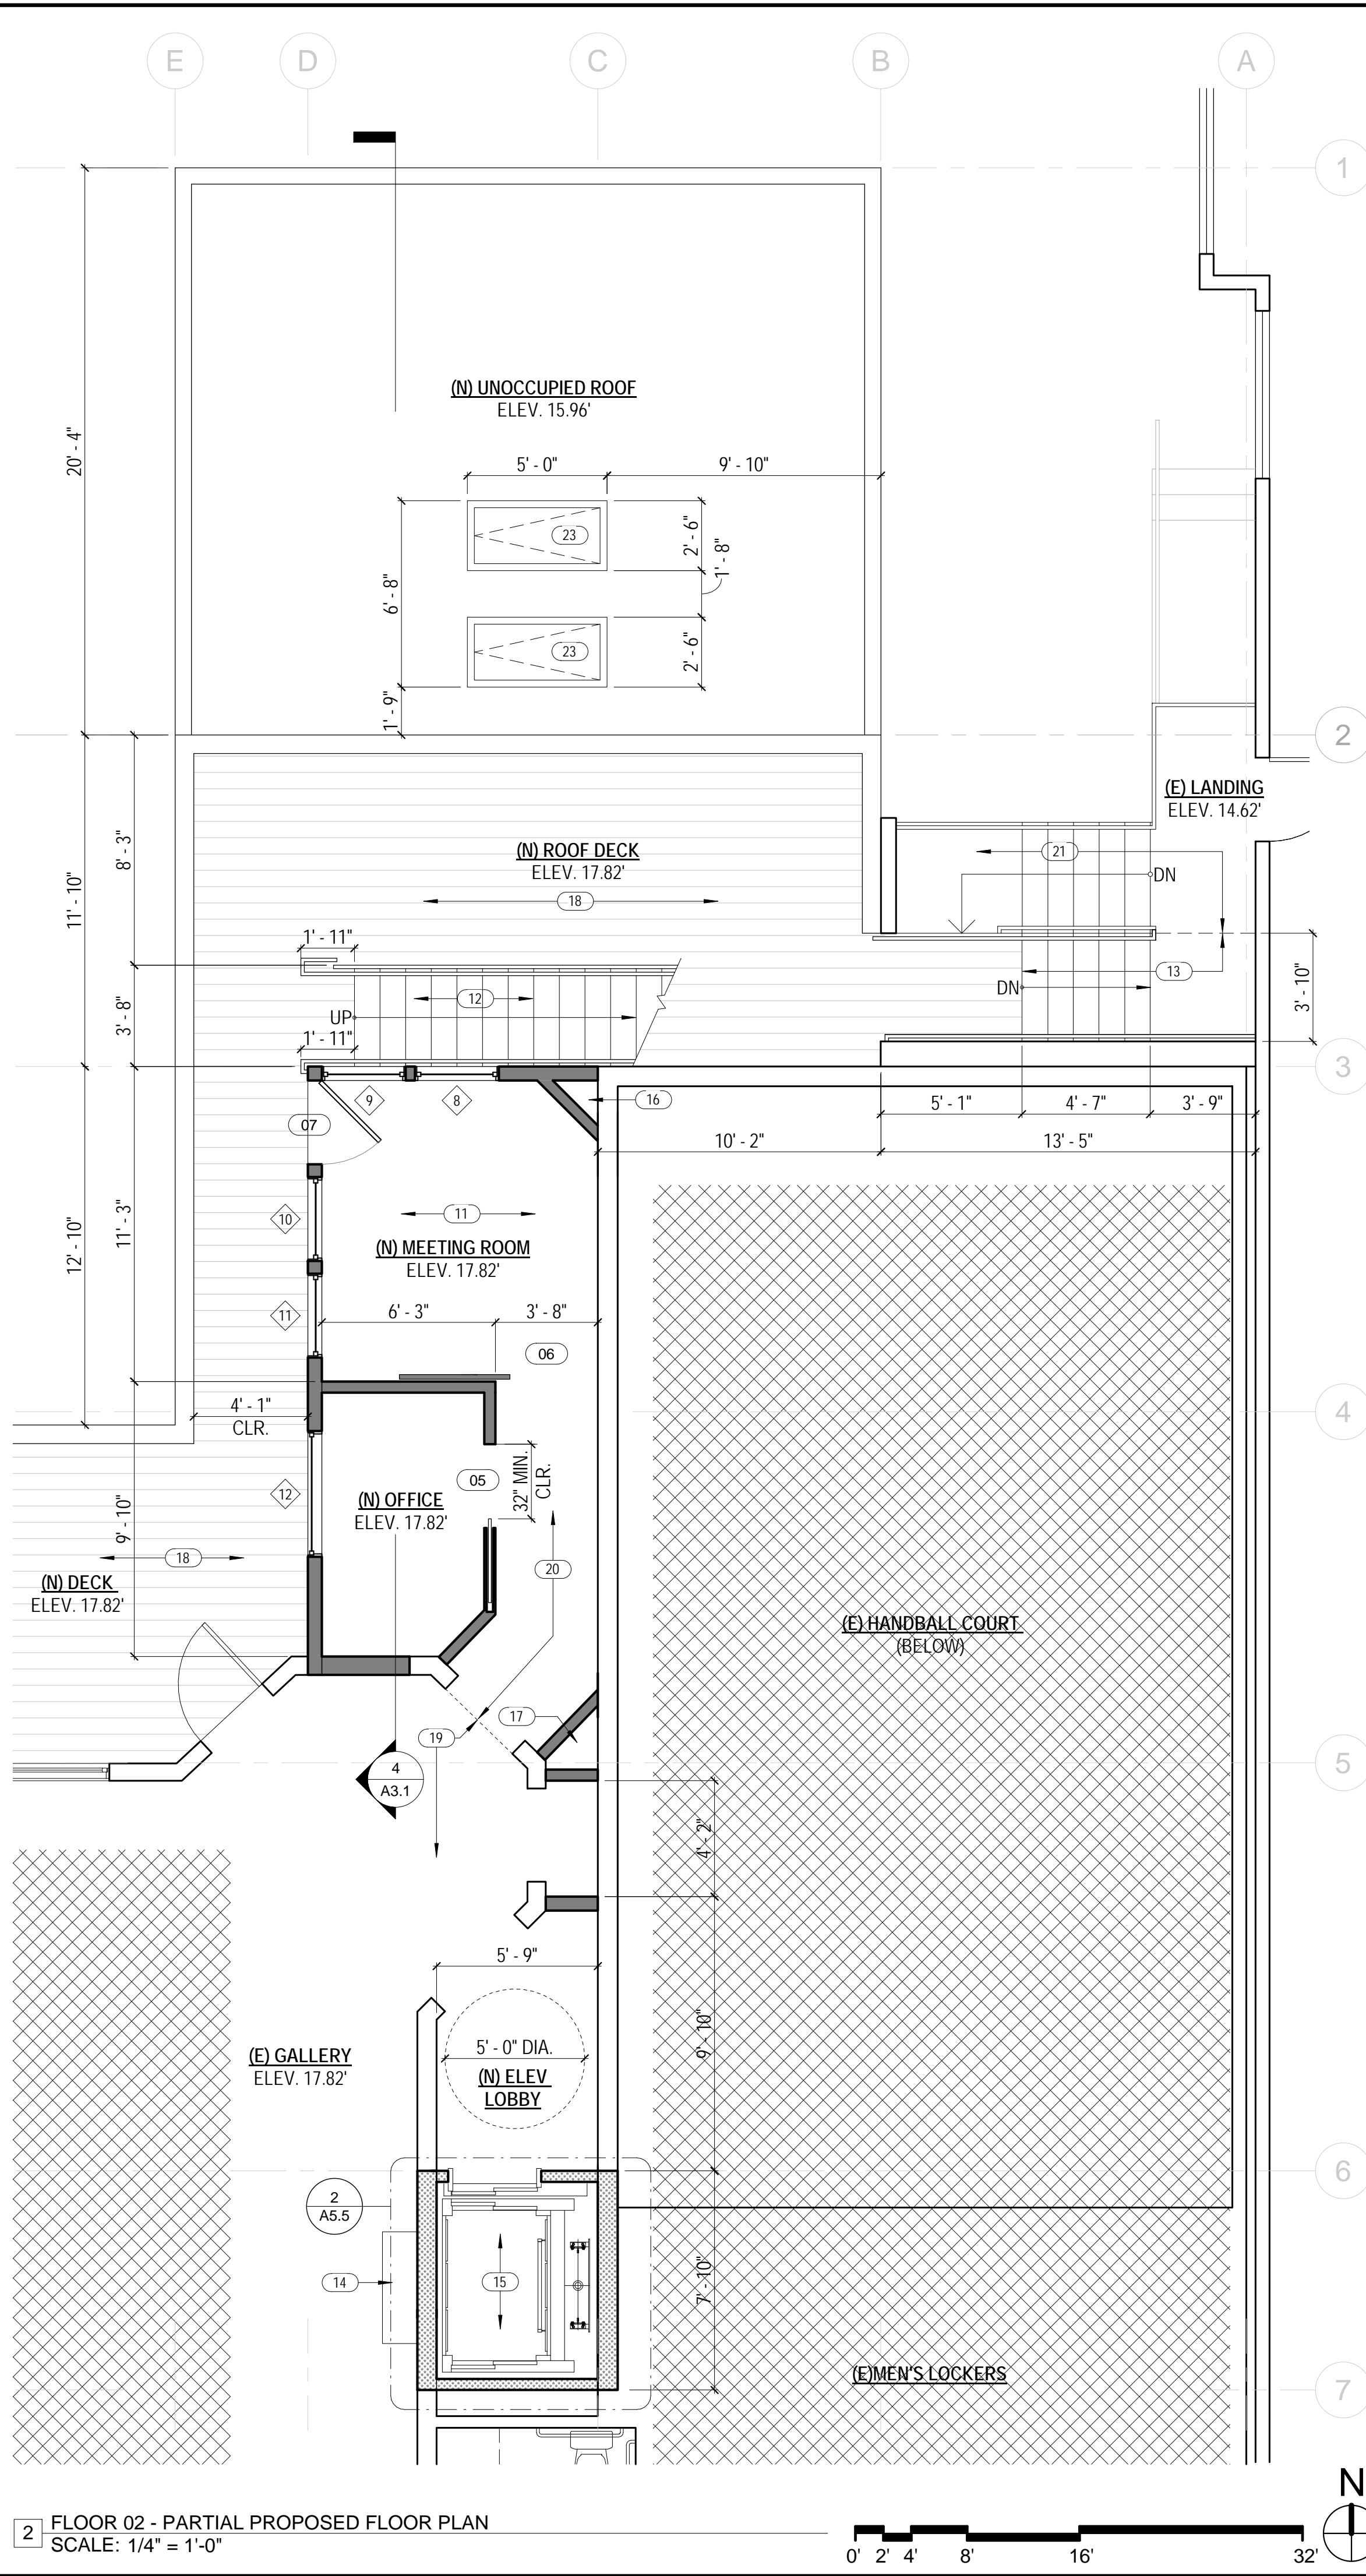 E
D
C
B
A
1
(N) UNOCCUPIED ROOF
ELEV. 15.96'
20' - 4"
5' - 0"
9' - 10"
23
2' - 6"
1' - 8"
6' - 8"
23
2' - 6"
1' - 9"
2
(E) LANDING
ELEV. 14.62'
8' - 3"
11' - 10"
(N) ROOF DECK
ELEV. 17.82'
18
21
DN
1' - 11"
13
3' - 10"
12
DN
UP
3' - 8"
1' - 11"
3
9
8
16
07
5' - 1"
4' - 7"
3' - 9"
10' - 2"
13' - 5"
10
11
11' - 3"
12' - 10"
(N) MEETING ROOM
ELEV. 17.82'
11
6' - 3"
3' - 8"
06
4' - 1"
CLR.
4
05
32" MIN.
CLR.
12
(N) OFFICE
ELEV. 17.82'
9' - 10"
18
20
(N) DECK
ELEV. 17.82'
(E) HANDBALL COURT
(BELOW)
17
19
4
A3.1
5
4' - 2"
5' - 9"
9' - 10"
5' - 0" DIA.
(N) ELEV
LOBBY
(E) GALLERY
ELEV. 17.82'
6
2
A5.5
14
15
7' - 10"
(E)MEN'S LOCKERS
7
N
2
FLOOR 02 - PARTIAL PROPOSED FLOOR PLAN
SCALE: 1/4" = 1'-0"
0' 2' 4' 8' 16' 32'